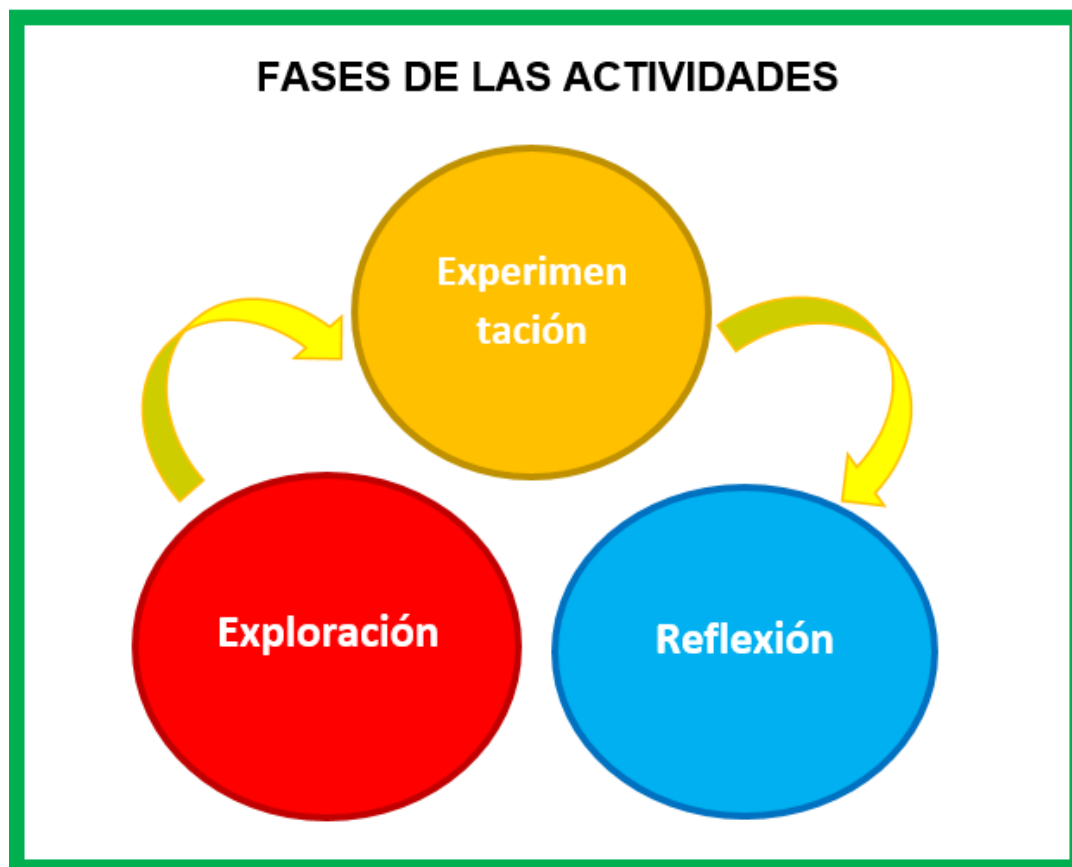 FASES DE LAS ACTIVIDADES
Experimen
tación
Exploración
Reflexión